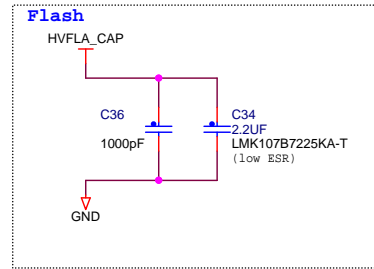 Flash
HVFLA_CAP
C36
1000pF
C34
2.2UF
LMK107B7225KA-T
(low ESR)
GND